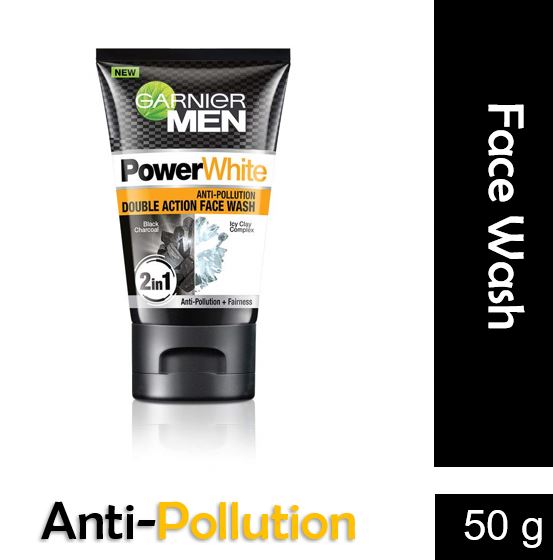 NEW
GARNIER
MEN
PowerWhite
ANTI-POLLUTION
DOUBLE ACTION FACE WASH
Black
Charcoal
Icy Clay
Complex
2in1
Anti-Pollution + Fairness
Face Wash
Anti-Pollution
50 g